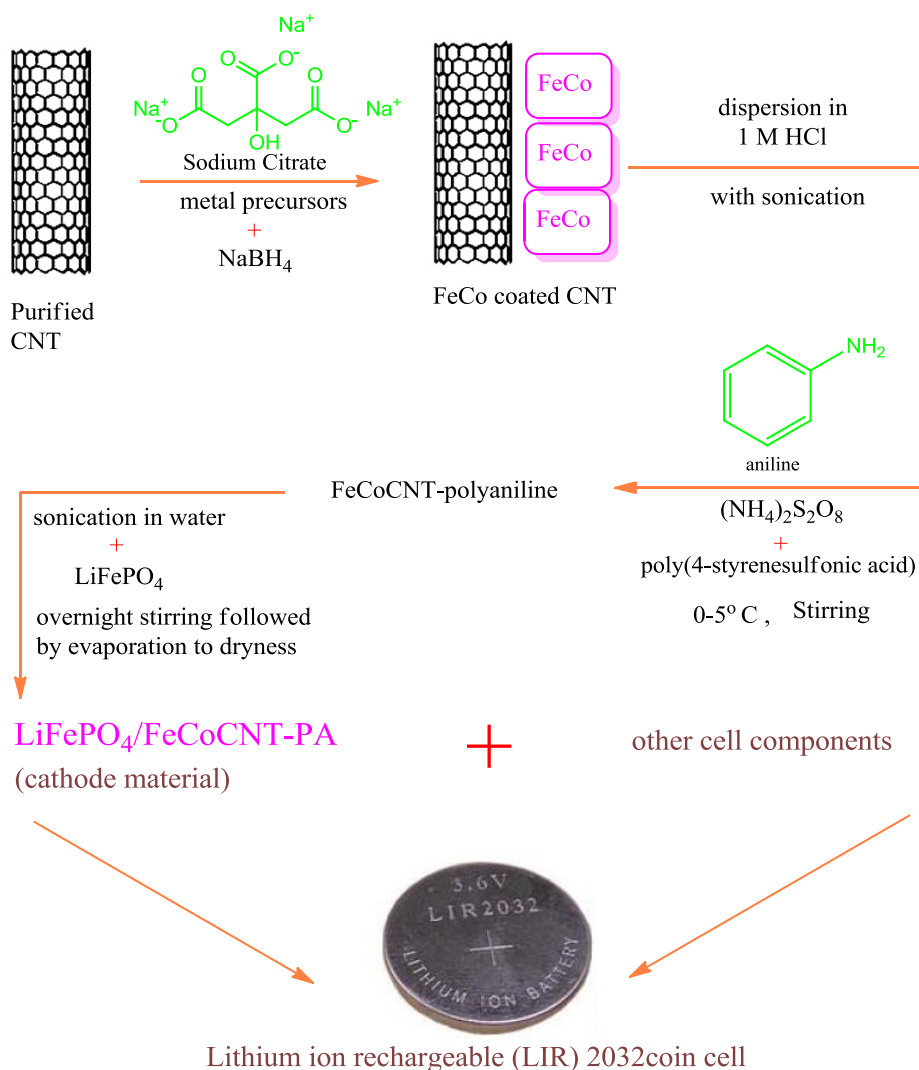 Na⁺
O
O⁻
Na⁺
O
⁻O
O
O⁻
Na⁺
OH
Sodium Citrate
metal precursors
+
NaBH₄
Purified
CNT
FeCo
FeCo
FeCo
FeCo coated CNT
dispersion in
1 M HCl
with sonication
NH₂
aniline
(NH₄)₂S₂O₈
+
poly(4-styrenesulfonic acid)
0-5º C , Stirring
FeCoCNT-polyaniline
sonication in water
+
LiFePO₄
overnight stirring followed
by evaporation to dryness
LiFePO₄/FeCoCNT-PA
(cathode material)
+
other cell components
3.6V
LIR2032
LITHIUM ION BATTERY
Lithium ion rechargeable (LIR) 2032coin cell